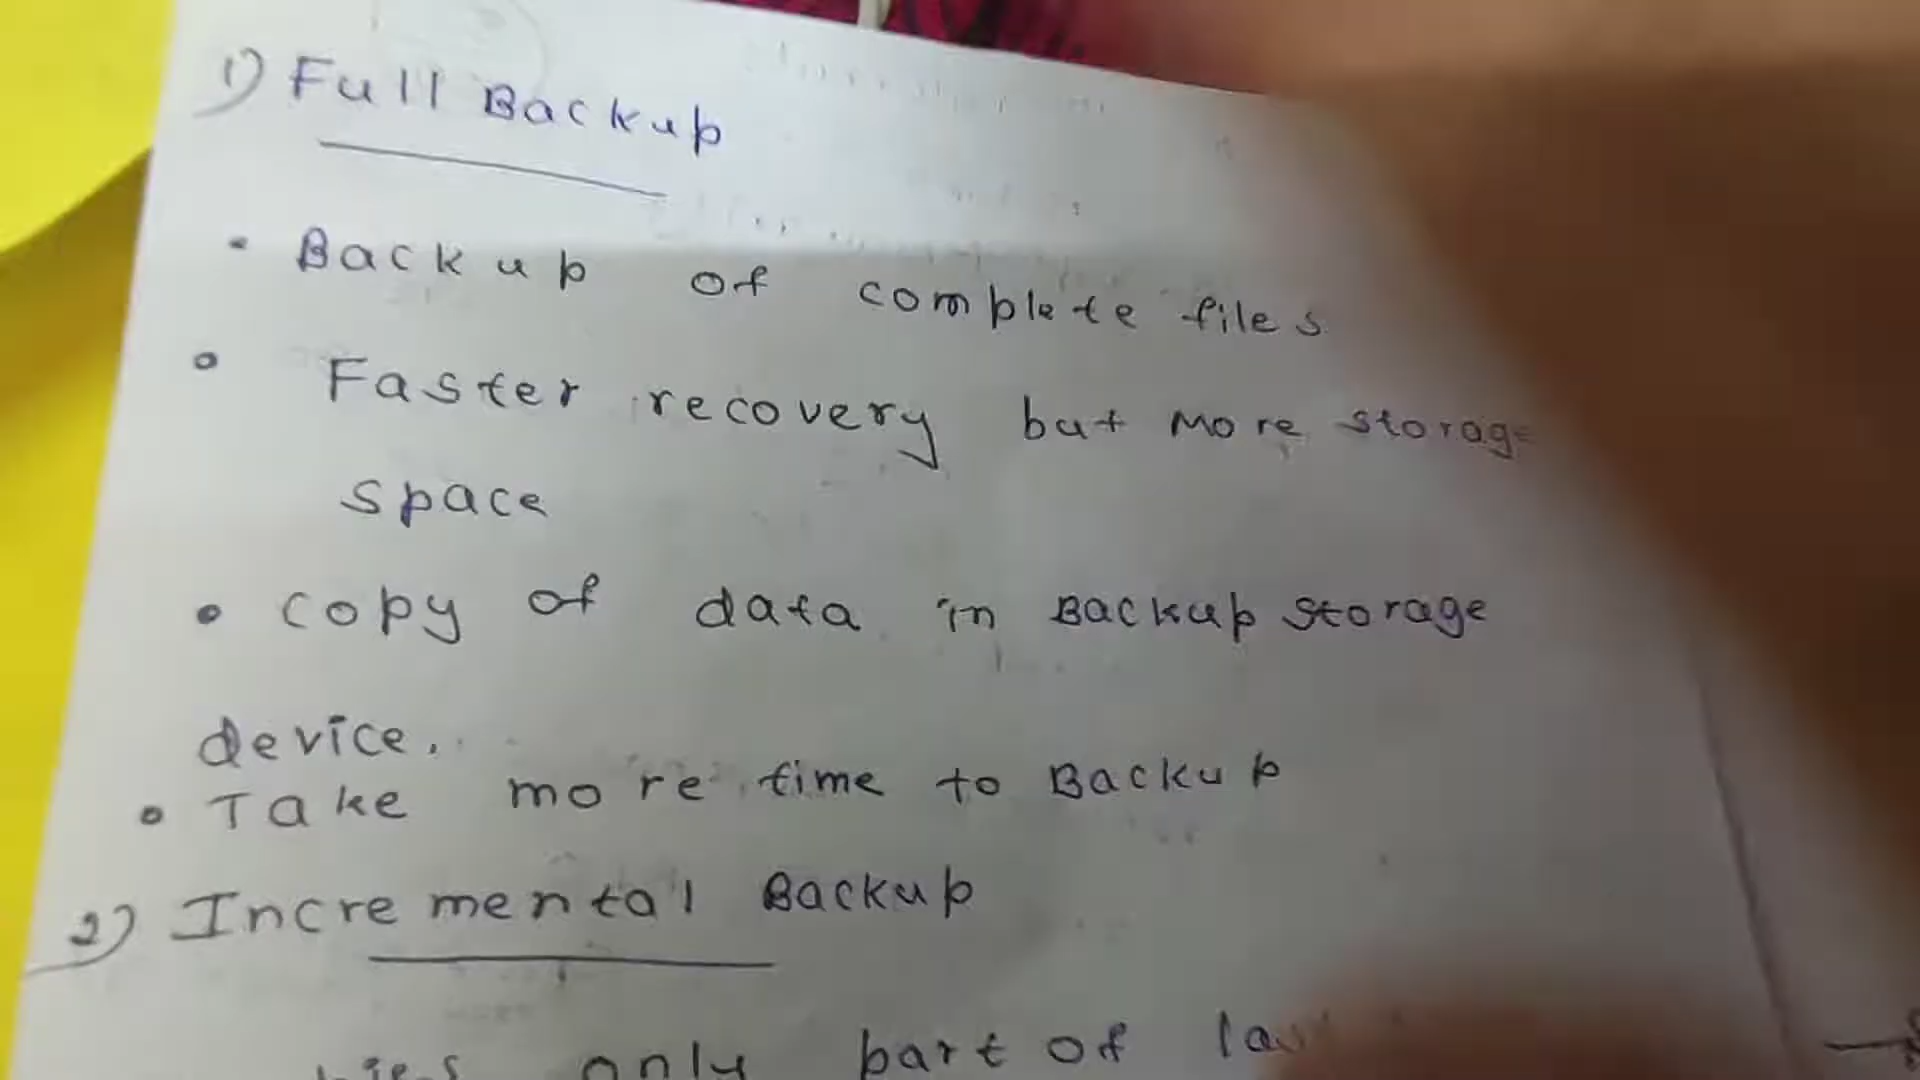 1) Full Backup
• Backup of complete files
• Faster recovery but More storage
space
• copy of data in Backup storage
device.
• Take more time to Backup
2) Incremental Backup
only part of